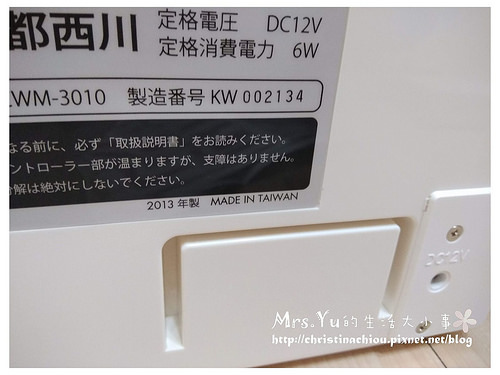 都西川
定格電圧 DC12V
定格消費電力 6W
WM-3010 製造番号 KW 002134
なる前に、必ず「取扱説明書」をお読みください。
ントローラー部が温まりますが、支障はありません。
分解は絶対にしないでください。
2013年製 MADE IN TAIWAN
DC12V
Mrs.Yu的生活大小事
http://christinachiou.pixnet.net/blog